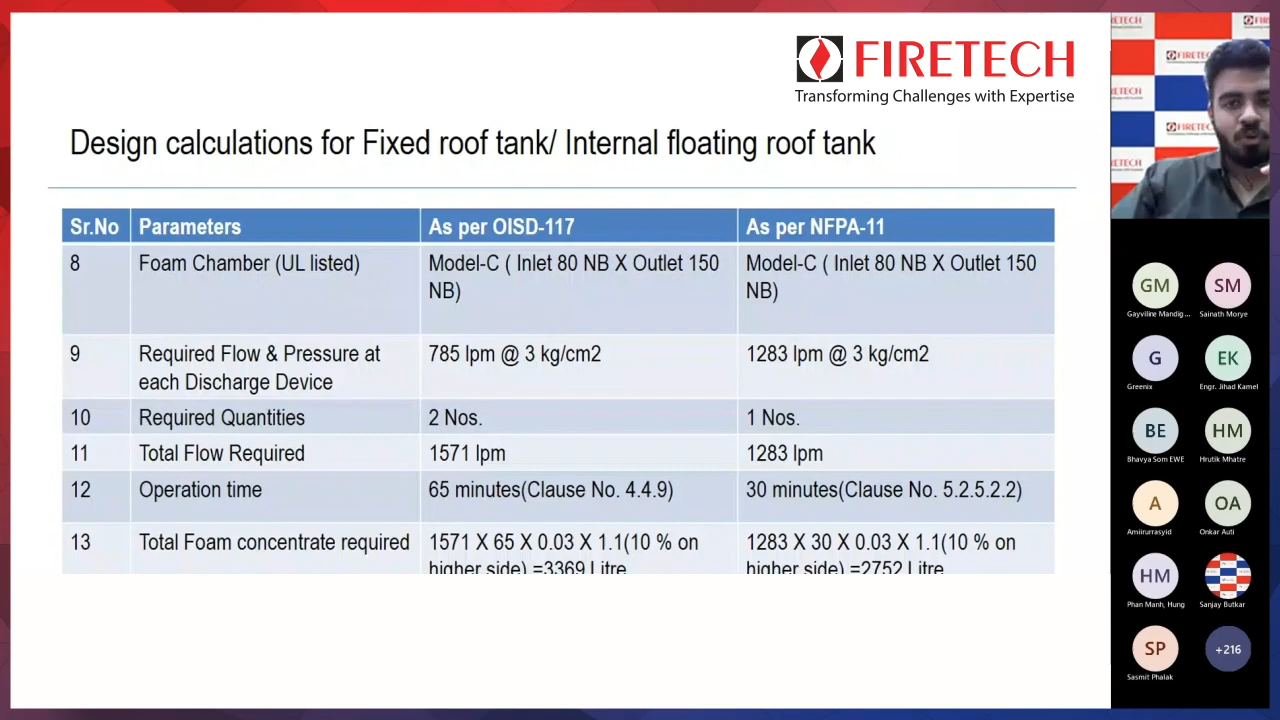 FIRETECH
Transforming Challenges with Expertise
Design calculations for Fixed roof tank/ Internal floating roof tank
Sr.No Parameters As per OISD-117 As per NFPA-11
8 Foam Chamber (UL listed) Model-C ( Inlet 80 NB X Outlet 150 NB) Model-C ( Inlet 80 NB X Outlet 150 NB)
9 Required Flow & Pressure at each Discharge Device 785 lpm @ 3 kg/cm2 1283 lpm @ 3 kg/cm2
10 Required Quantities 2 Nos. 1 Nos.
11 Total Flow Required 1571 lpm 1283 lpm
12 Operation time 65 minutes(Clause No. 4.4.9) 30 minutes(Clause No. 5.2.5.2.2)
13 Total Foam concentrate required 1571 X 65 X 0.03 X 1.1(10 % on higher side) =3369 Litre 1283 X 30 X 0.03 X 1.1(10 % on higher side) =2752 Litre
GM SM
Gayviline Mandig... Sainath Morye
G EK
Greenix Engr. Jihad Kamel
BE HM
Bhavya Som EWE Hrutik Mhatre
A OA
Amiirurrasyid Onkar Auti
HM
Phan Manh, Hung Sanjay Butkar
SP +216
Sasmit Phalak